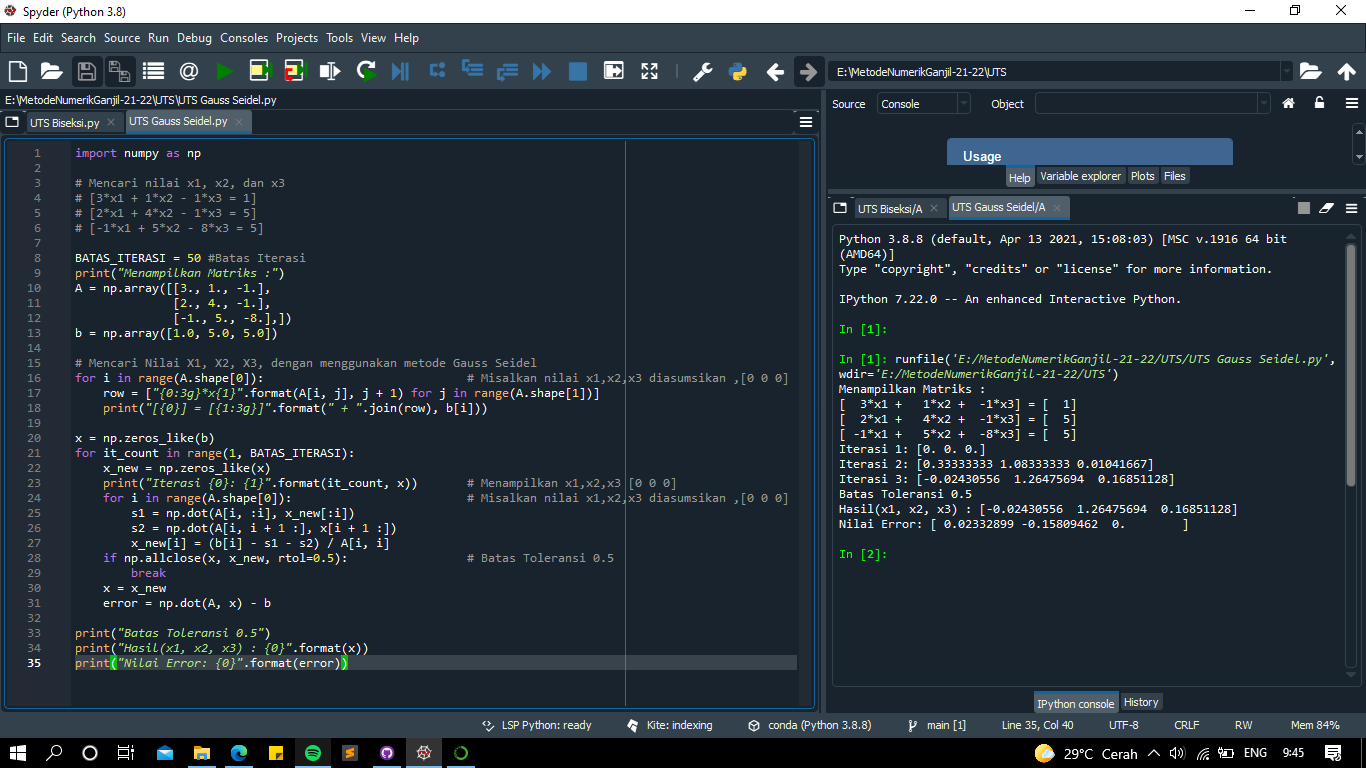 Spyder (Python 3.8)
File Edit Search Source Run Debug Consoles Projects Tools View Help
E:\MetodeNumerikGanjil-21-22\UTS
E:\MetodeNumerikGanjil-21-22\UTS\UTS Gauss Seidel.py
UTS Biseksi.py UTS Gauss Seidel.py
1 import numpy as np
2
3 # Mencari nilai x1, x2, dan x3
4 # [3*x1 + 1*x2 - 1*x3 = 1]
5 # [2*x1 + 4*x2 - 1*x3 = 5]
6 # [-1*x1 + 5*x2 - 8*x3 = 5]
7
8 BATAS_ITERASI = 50 #Batas Iterasi
9 print("Menampilkan Matriks :")
10 A = np.array([[3., 1., -1.],
11 [2., 4., -1.],
12 [-1., 5., -8.],])
13 b = np.array([1.0, 5.0, 5.0])
14
15 # Mencari Nilai X1, X2, X3, dengan menggunakan metode Gauss Seidel
16 for i in range(A.shape[0]): # Misalkan nilai x1,x2,x3 diasumsikan ,[0 0 0]
17 row = ["{0:3g}*x{1}".format(A[i, j], j + 1) for j in range(A.shape[1])]
18 print("[{0}] = [{1:3g}]".format(" + ".join(row), b[i]))
19
20 x = np.zeros_like(b)
21 for it_count in range(1, BATAS_ITERASI):
22 x_new = np.zeros_like(x)
23 print("Iterasi {0}: {1}".format(it_count, x)) # Menampilkan x1,x2,x3 [0 0 0]
24 for i in range(A.shape[0]): # Misalkan nilai x1,x2,x3 diasumsikan ,[0 0 0]
25 s1 = np.dot(A[i, :i], x_new[:i])
26 s2 = np.dot(A[i, i + 1 :], x[i + 1 :])
27 x_new[i] = (b[i] - s1 - s2) / A[i, i]
28 if np.allclose(x, x_new, rtol=0.5): # Batas Toleransi 0.5
29 break
30 x = x_new
31 error = np.dot(A, x) - b
32
33 print("Batas Toleransi 0.5")
34 print("Hasil(x1, x2, x3) : {0}".format(x))
35 print("Nilai Error: {0}".format(error))
Source Console Object
Usage
Help Variable explorer Plots Files
UTS Biseksi/A UTS Gauss Seidel/A
Python 3.8.8 (default, Apr 13 2021, 15:08:03) [MSC v.1916 64 bit
(AMD64)]
Type "copyright", "credits" or "license" for more information.
IPython 7.22.0 -- An enhanced Interactive Python.
In [1]:
In [1]: runfile('E:/MetodeNumerikGanjil-21-22/UTS/UTS Gauss Seidel.py',
wdir='E:/MetodeNumerikGanjil-21-22/UTS')
Menampilkan Matriks :
[ 3*x1 + 1*x2 + -1*x3] = [ 1]
[ 2*x1 + 4*x2 + -1*x3] = [ 5]
[ -1*x1 + 5*x2 + -8*x3] = [ 5]
Iterasi 1: [0. 0. 0.]
Iterasi 2: [0.33333333 1.08333333 0.01041667]
Iterasi 3: [-0.02430556 1.26475694 0.16851128]
Batas Toleransi 0.5
Hasil(x1, x2, x3) : [-0.02430556 1.26475694 0.16851128]
Nilai Error: [ 0.02332899 -0.15809462 0. ]
In [2]:
IPython console History
LSP Python: ready Kite: indexing conda (Python 3.8.8) main [1] Line 35, Col 40 UTF-8 CRLF RW Mem 84%
29°C Cerah ENG 9:45